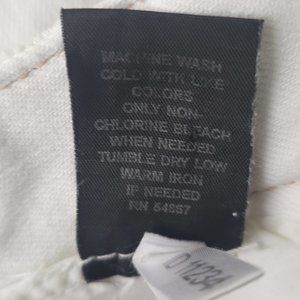 MACHINE WASH
COLD WITH LIKE
COLORS
ONLY NON-
CHLORINE BLEACH
WHEN NEEDED
TUMBLE DRY LOW
WARM IRON
IF NEEDED
RN 54867
D 11234